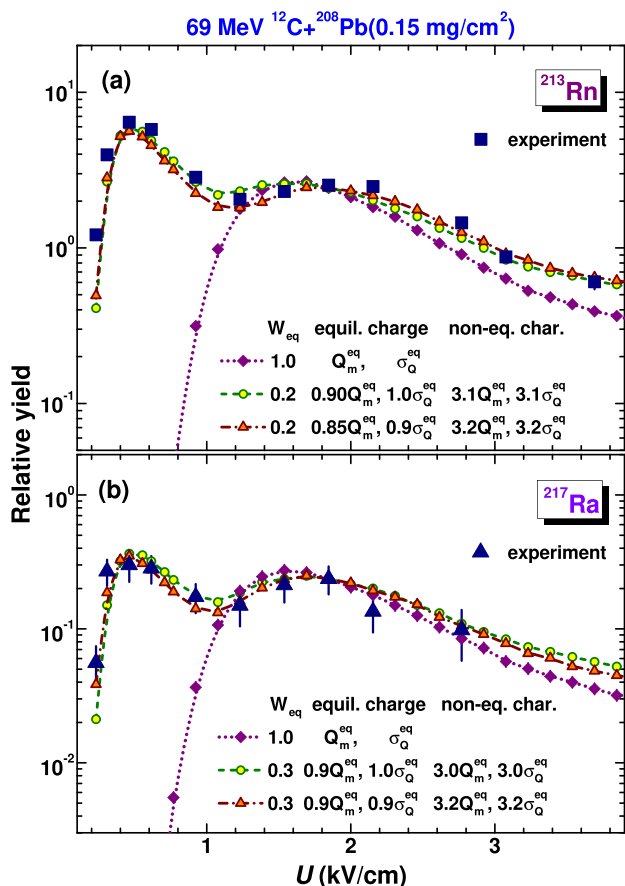 69 MeV ¹²C+²⁰⁸Pb(0.15 mg/cm²)
(a)
²¹³Rn
experiment
10¹
10⁰
10⁻¹
W_eq equil. charge non-eq. char.
1.0 Q_m^eq, σ_Q^eq
0.2 0.90Q_m^eq, 1.0σ_Q^eq 3.1Q_m^eq, 3.1σ_Q^eq
0.2 0.85Q_m^eq, 0.9σ_Q^eq 3.2Q_m^eq, 3.2σ_Q^eq
Relative yield
(b)
²¹⁷Ra
experiment
10⁰
10⁻¹
10⁻²
W_eq equil. charge non-eq. char.
1.0 Q_m^eq, σ_Q^eq
0.3 0.9Q_m^eq, 1.0σ_Q^eq 3.0Q_m^eq, 3.0σ_Q^eq
0.3 0.9Q_m^eq, 0.9σ_Q^eq 3.2Q_m^eq, 3.2σ_Q^eq
1 2 3
U (kV/cm)